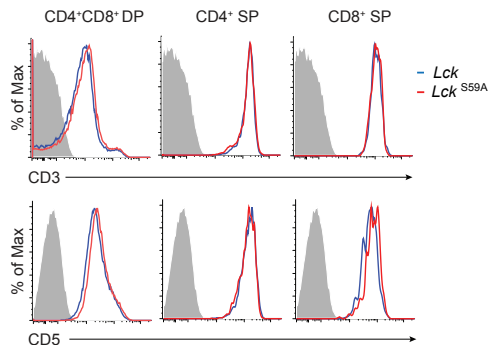 CD4⁺CD8⁺ DP
CD4⁺ SP
CD8⁺ SP
% of Max
Lck
Lck S59A
CD3
% of Max
CD5